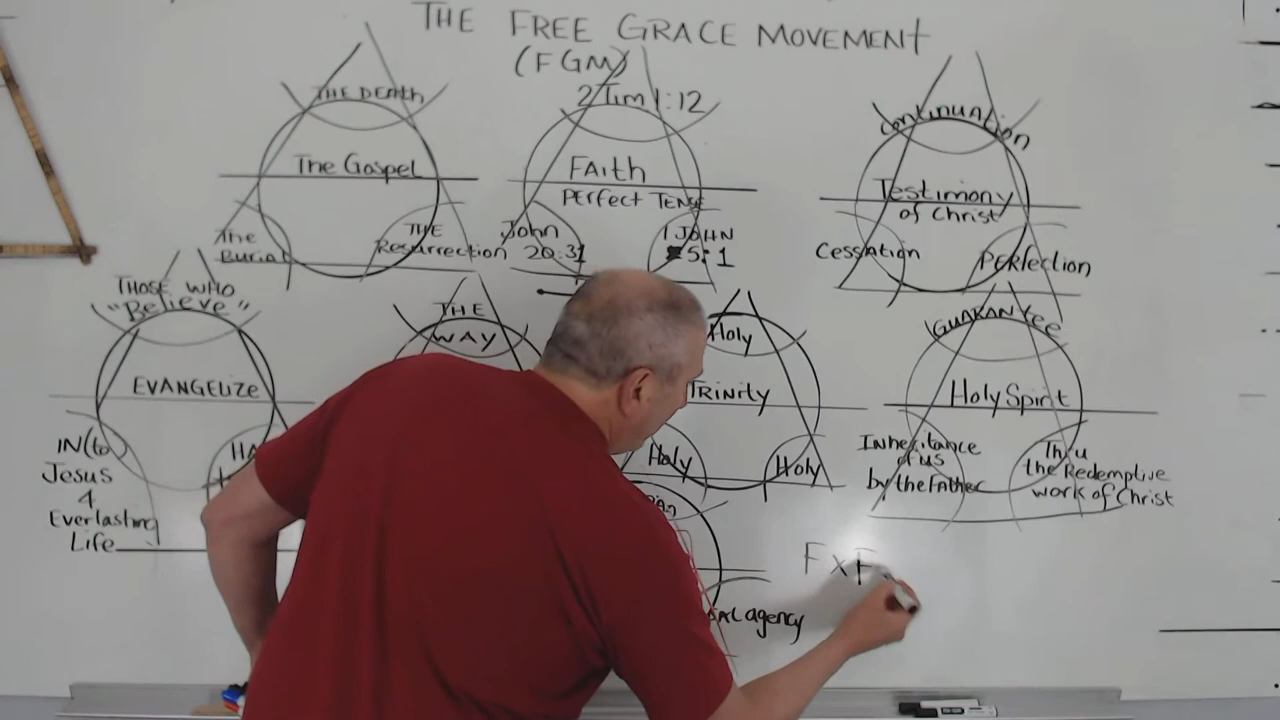 THE FREE GRACE MOVEMENT
(FGM)
THE DEATH
The Gospel
The
Burial
THE
Resurrection
2 Tim 1:12
FAITH
PERFECT TENSE
John
20:31
1 JOHN
5:1
Continuation
Testimony
of Christ
Cessation
Perfection
THOSE WHO
"Believe"
EVANGELIZE
IN(to)
Jesus
4
Everlasting
Life
THE
WAY
Holy
TRINITY
Holy
Holy
GUARANTEE
Holy Spirit
Inheritance
of us
by the Father
Thru
the Redemptive
work of Christ
agency
F x F